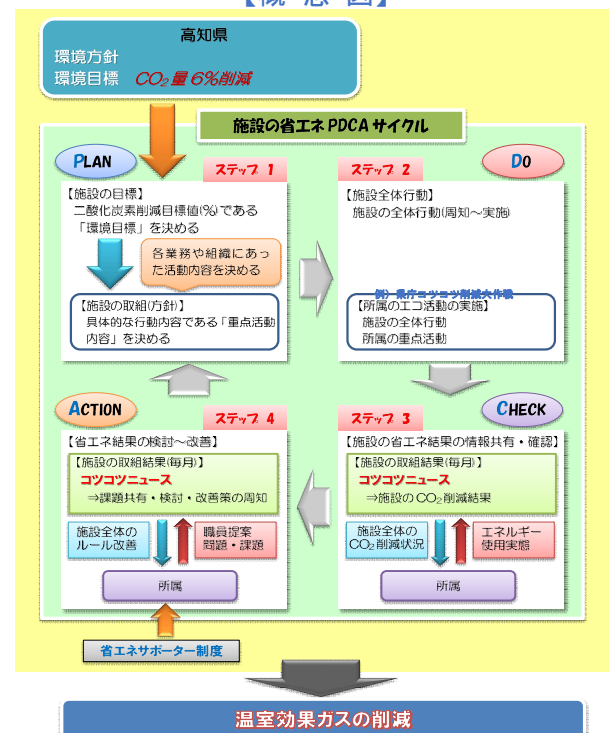 【概 念 図】
高知県
環境方針
環境目標 CO₂量6%削減
施設の省エネPDCAサイクル
PLAN
ステップ 1
【施設の目標】
二酸化炭素削減目標値(%)である
「環境目標」を決める
各業務や組織にあっ
た活動内容を決める
【施設の取組(方針)】
具体的な行動内容である「重点活動
内容」を決める
ステップ 2
DO
【施設全体行動】
施設の全体行動(周知～実施)
例）県庁コツコツ削減大作戦
【所属のエコ活動の実施】
施設の全体行動
所属の重点活動
ステップ 3
CHECK
【施設の省エネ結果の情報共有・確認】
【施設の取組結果(毎月)】
コツコツニュース
⇒施設のCO₂削減結果
施設全体の
CO₂削減状況
エネルギー
使用実態
所属
ACTION
ステップ 4
【省エネ結果の検討～改善】
【施設の取組結果(毎月)】
コツコツニュース
⇒課題共有・検討・改善策の周知
施設全体の
ルール改善
職員提案
問題・課題
所属
省エネサポーター制度
温室効果ガスの削減